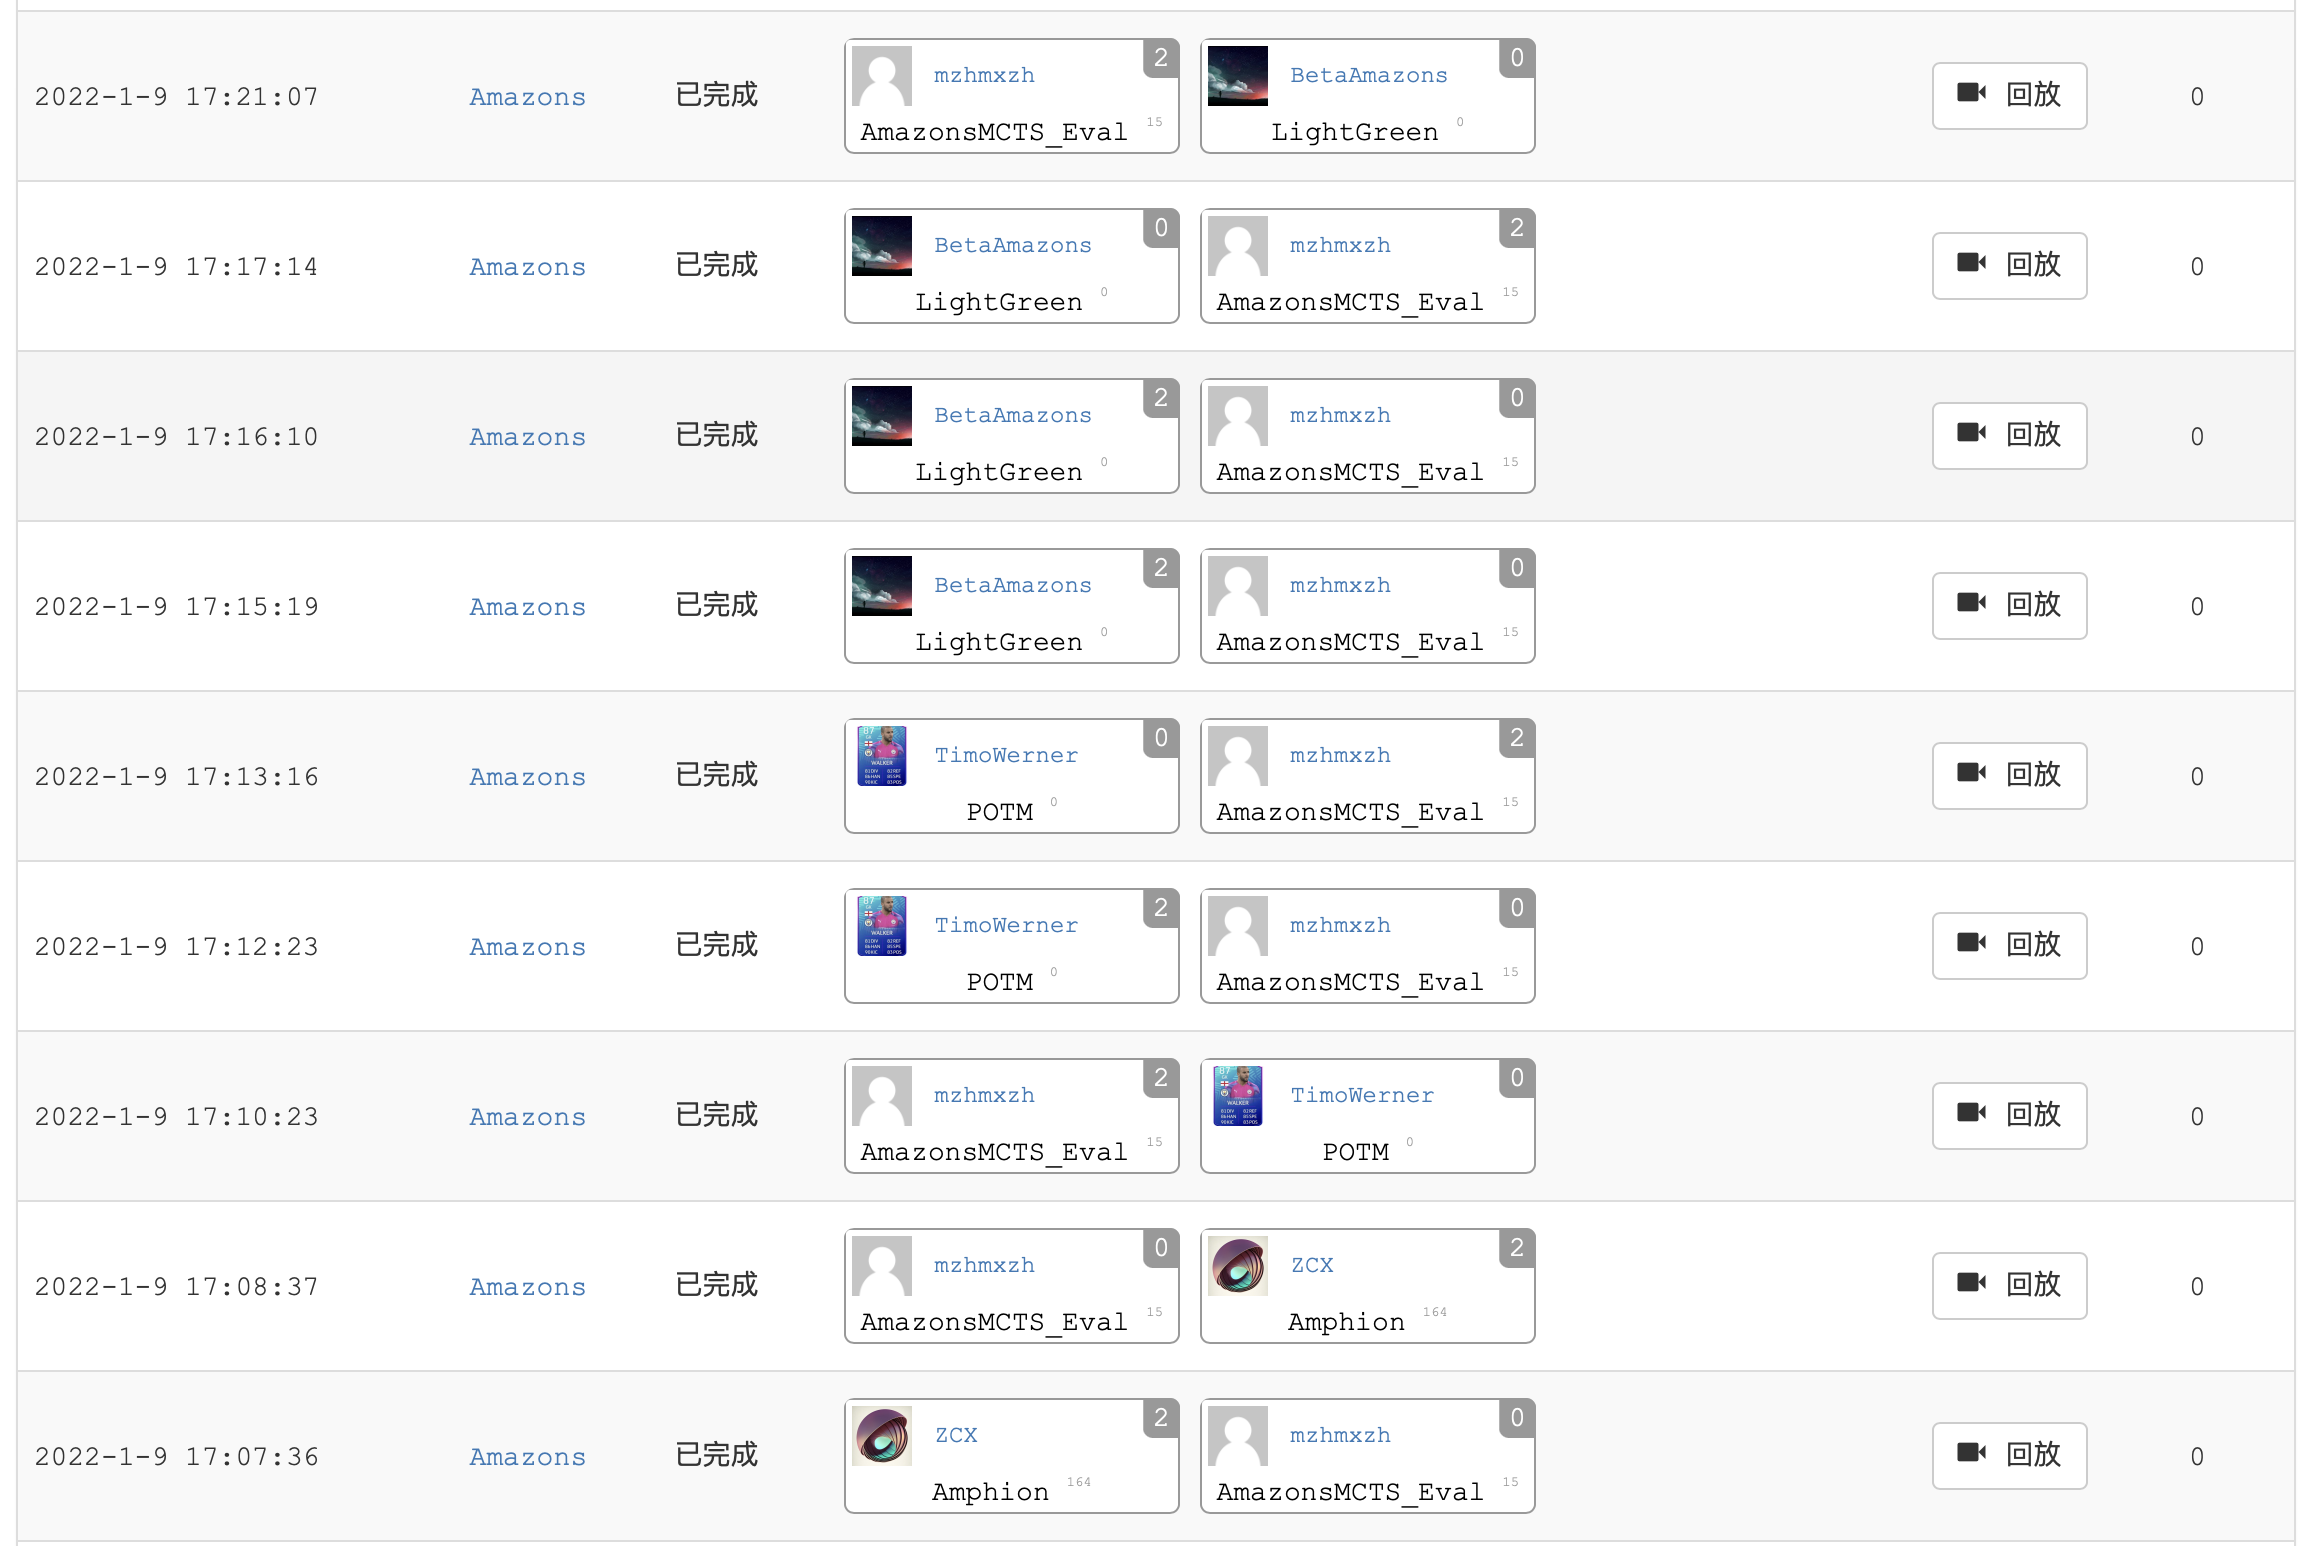 2022-1-9 17:21:07 Amazons 已完成 mzhmxzh 2 BetaAmazons 0 回放 0
AmazonsMCTS_Eval 15 LightGreen 0
2022-1-9 17:17:14 Amazons 已完成 BetaAmazons 0 mzhmxzh 2 回放 0
LightGreen 0 AmazonsMCTS_Eval 15
2022-1-9 17:16:10 Amazons 已完成 BetaAmazons 2 mzhmxzh 0 回放 0
LightGreen 0 AmazonsMCTS_Eval 15
2022-1-9 17:15:19 Amazons 已完成 BetaAmazons 2 mzhmxzh 0 回放 0
LightGreen 0 AmazonsMCTS_Eval 15
2022-1-9 17:13:16 Amazons 已完成 TimoWerner 0 mzhmxzh 2 回放 0
POTM 0 AmazonsMCTS_Eval 15
2022-1-9 17:12:23 Amazons 已完成 TimoWerner 2 mzhmxzh 0 回放 0
POTM 0 AmazonsMCTS_Eval 15
2022-1-9 17:10:23 Amazons 已完成 mzhmxzh 2 TimoWerner 0 回放 0
AmazonsMCTS_Eval 15 POTM 0
2022-1-9 17:08:37 Amazons 已完成 mzhmxzh 0 ZCX 2 回放 0
AmazonsMCTS_Eval 15 Amphion 164
2022-1-9 17:07:36 Amazons 已完成 ZCX 2 mzhmxzh 0 回放 0
Amphion 164 AmazonsMCTS_Eval 15